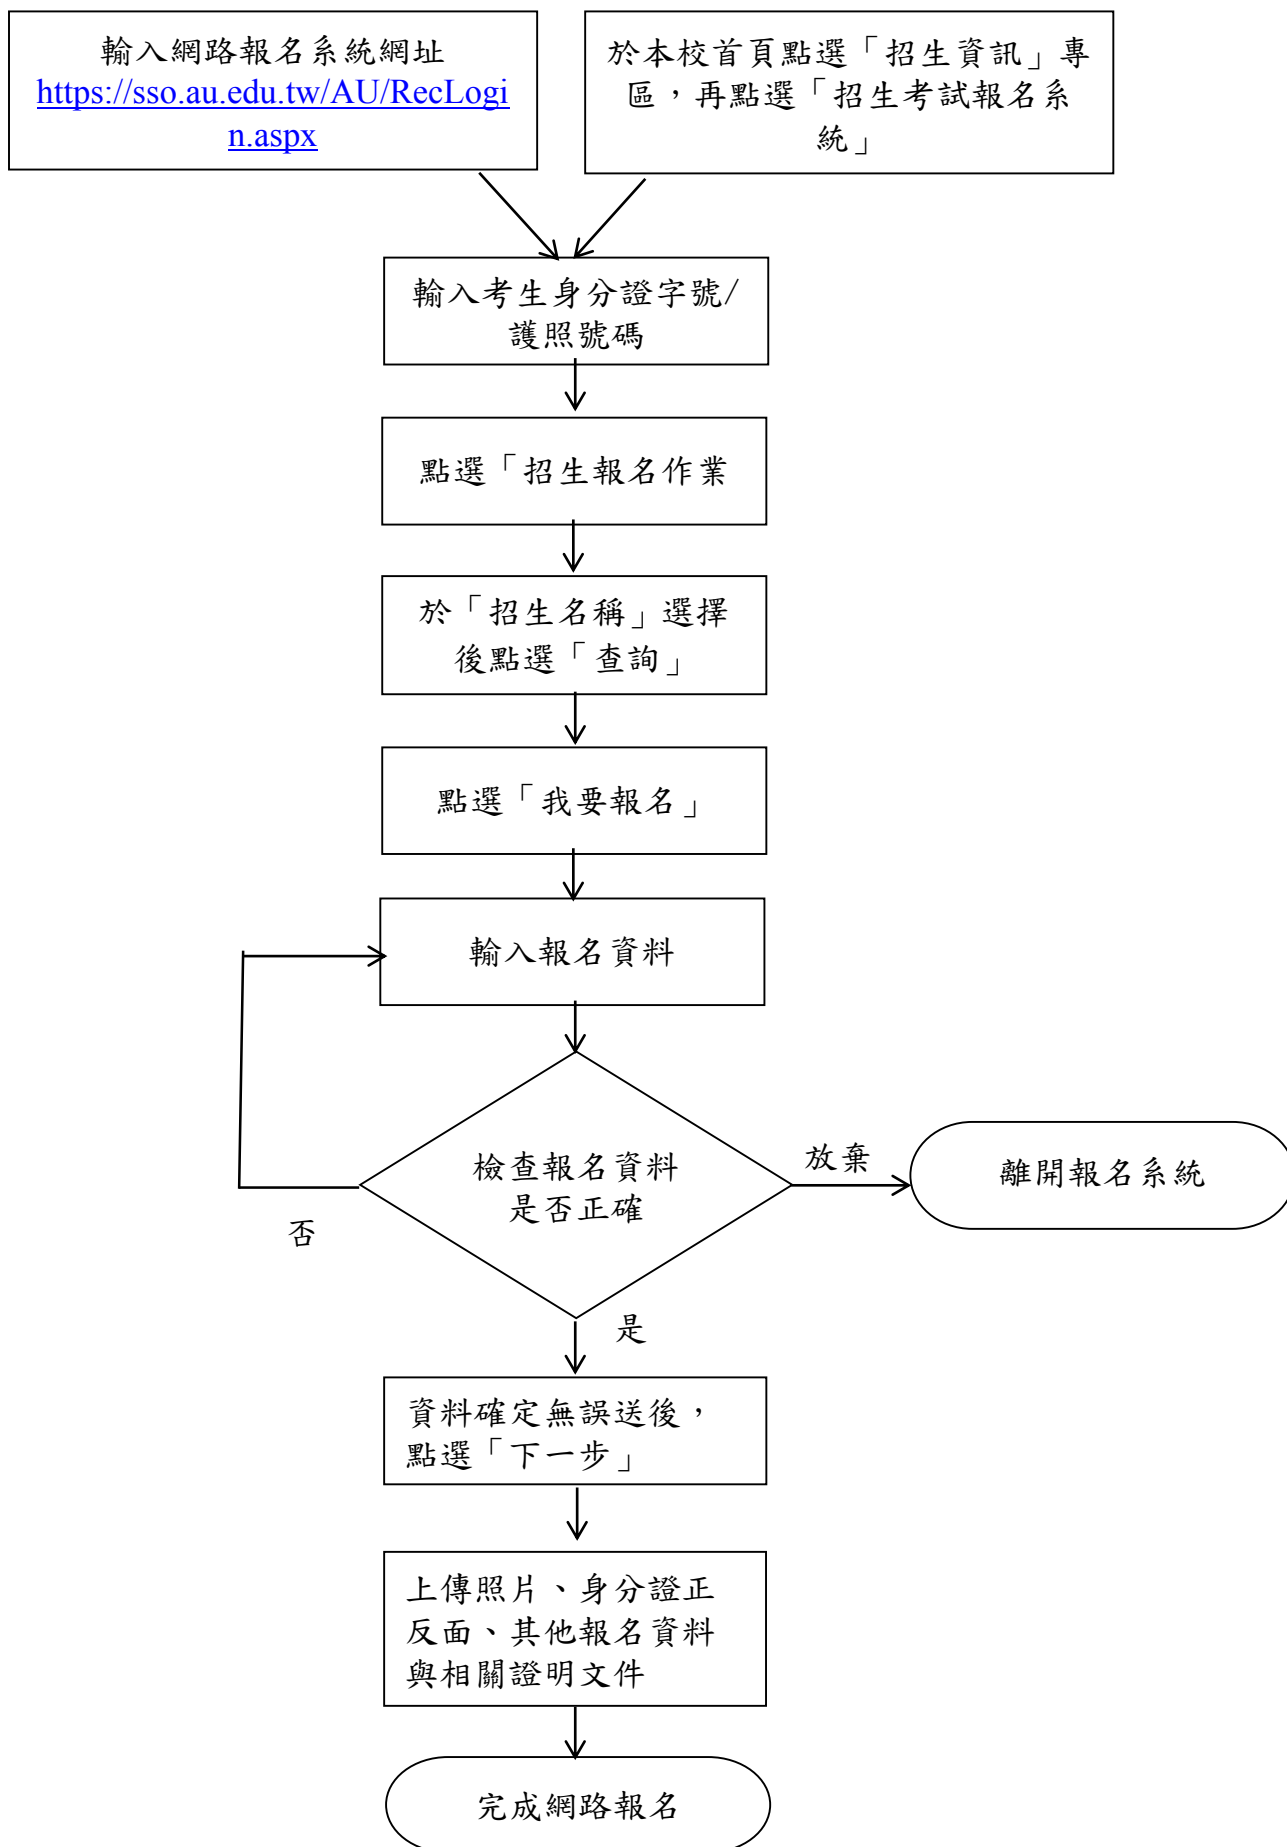 輸入網路報名系統網址
https://sso.au.edu.tw/AU/RecLogi
n.aspx
於本校首頁點選「招生資訊」專
區，再點選「招生考試報名系
統」
輸入考生身分證字號/
護照號碼
點選「招生報名作業
於「招生名稱」選擇
後點選「查詢」
點選「我要報名」
輸入報名資料
檢查報名資料
是否正確
放棄
離開報名系統
否
是
資料確定無誤送後，
點選「下一步」
上傳照片、身分證正
反面、其他報名資料
與相關證明文件
完成網路報名